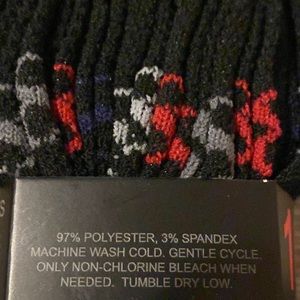 97% POLYESTER, 3% SPANDEX
MACHINE WASH COLD. GENTLE CYCLE,
ONLY NON-CHLORINE BLEACH WHEN
NEEDED. TUMBLE DRY LOW.